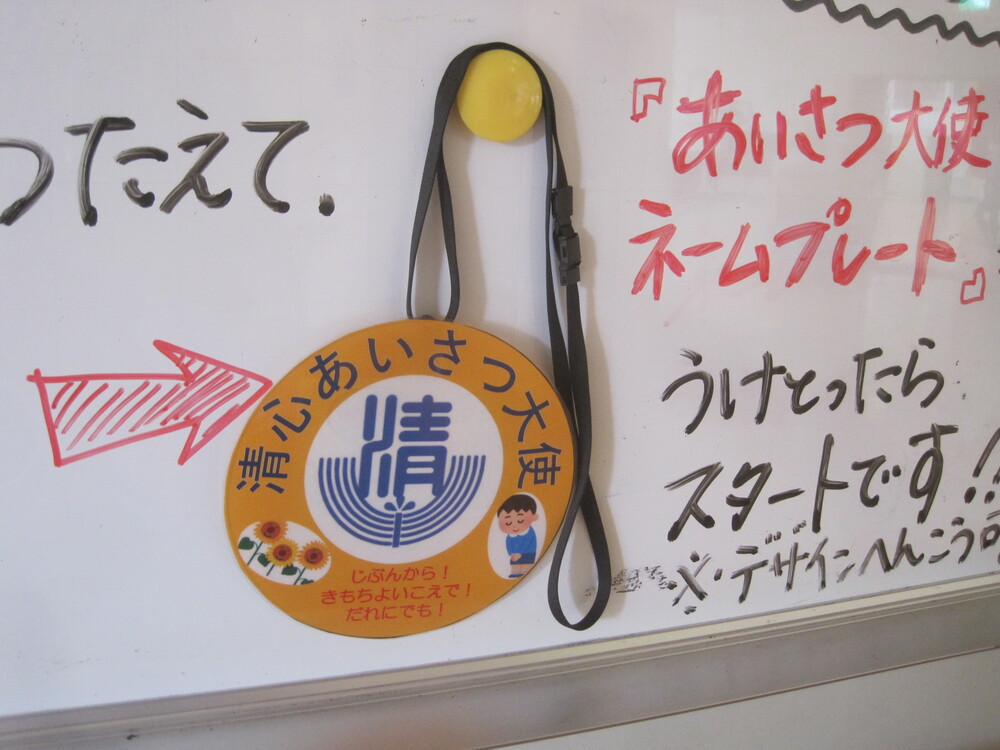 つたえて.
『あいさつ大使
ネームプレート』
うけとったら
スタートです!!
※・デザインへんこう可
清心あいさつ大使
清
じぶんから!
きもちよいこえで!
だれにでも!